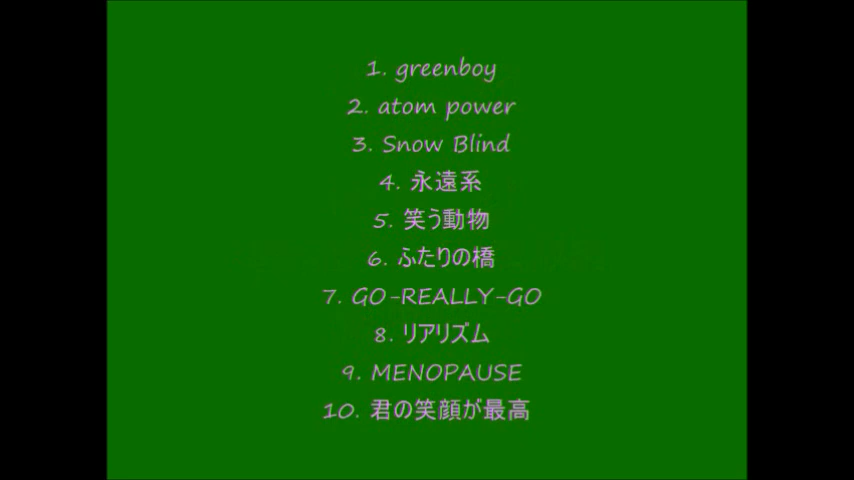 1. greenboy
2. atom power
3. Snow Blind
4. 永遠系
5. 笑う動物
6. ふたりの橋
7. GO-REALLY-GO
8. リアリズム
9. MENOPAUSE
10. 君の笑顔が最高